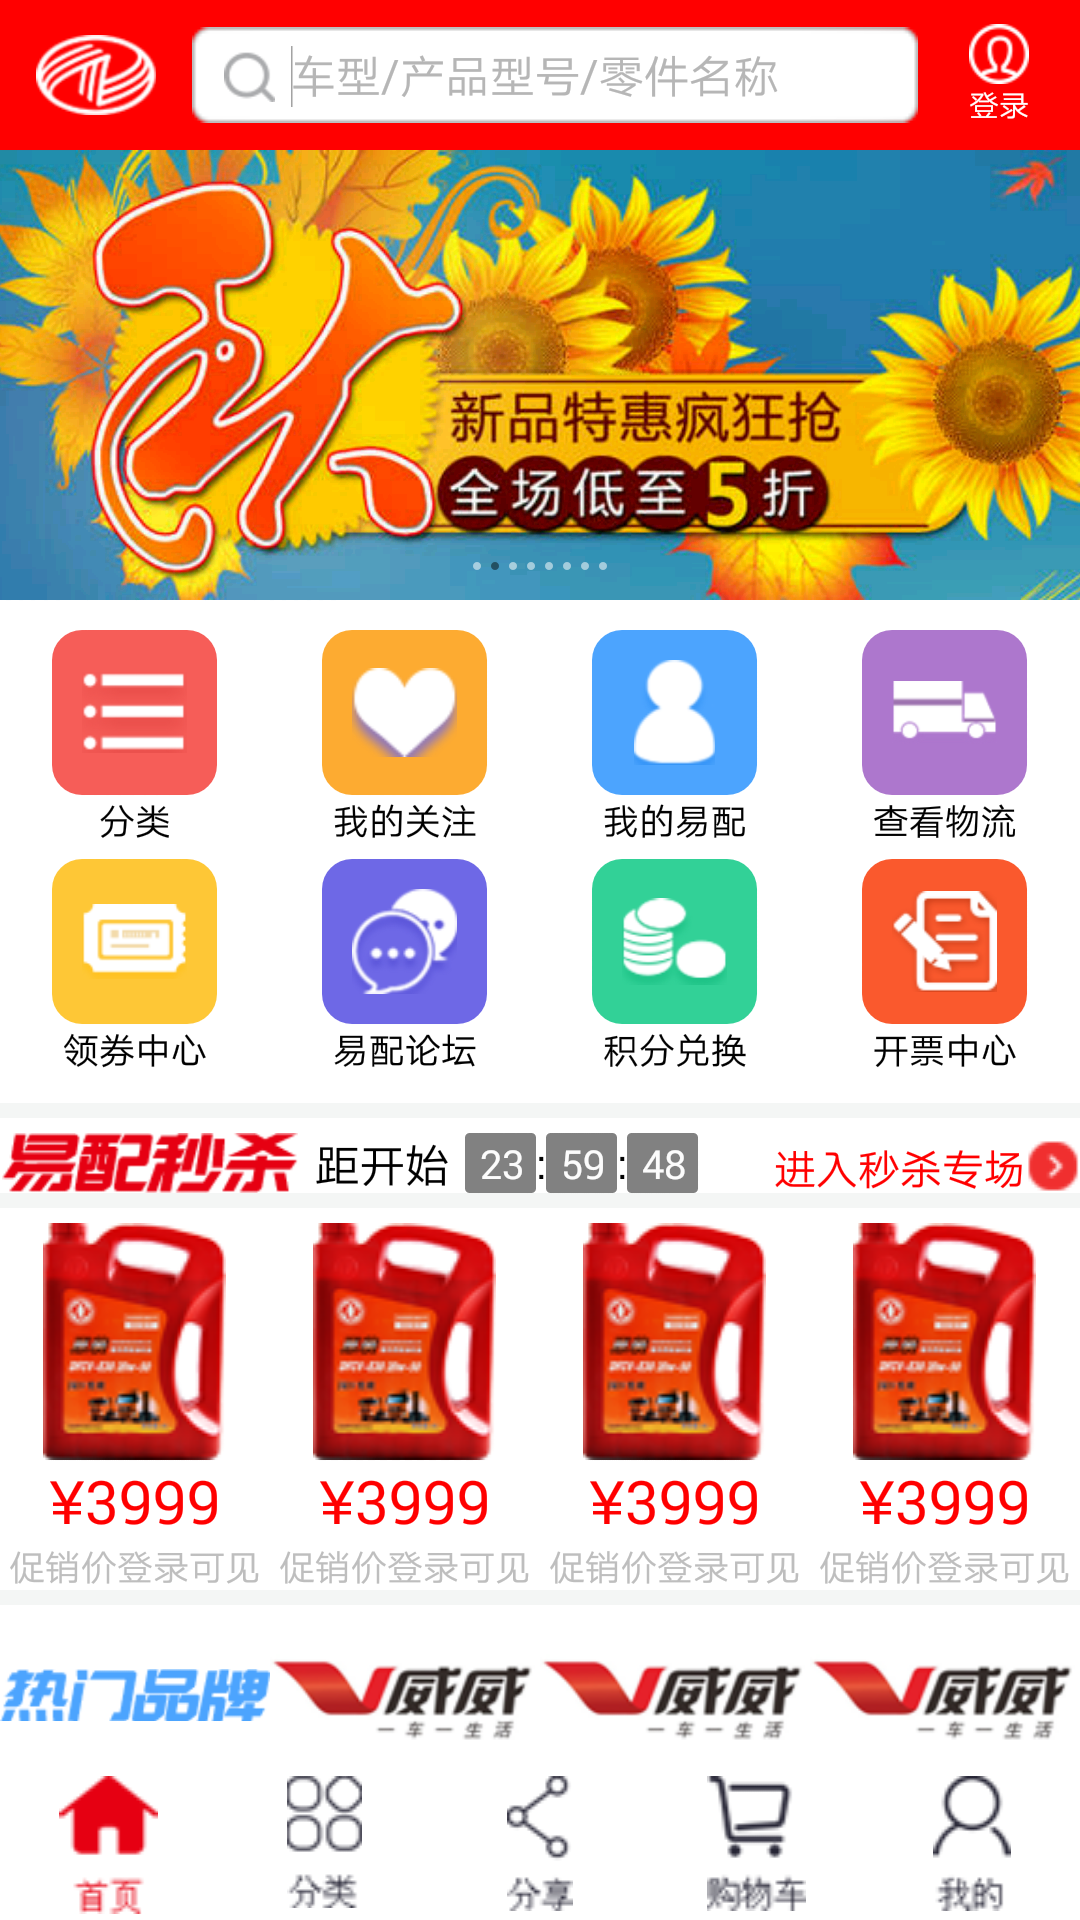 车型/产品型号/零件名称
登录
秋
新品特惠疯狂抢
全场低至5折
分类 我的关注 我的易配 查看物流
领券中心 易配论坛 积分兑换 开票中心
易配秒杀 距开始 23:59:48 进入秒杀专场
¥3999 ¥3999 ¥3999 ¥3999
促销价登录可见 促销价登录可见 促销价登录可见 促销价登录可见
热门品牌 威威 威威 威威
一车一生活 一车一生活 一车一生活
首页 分类 分享 购物车 我的